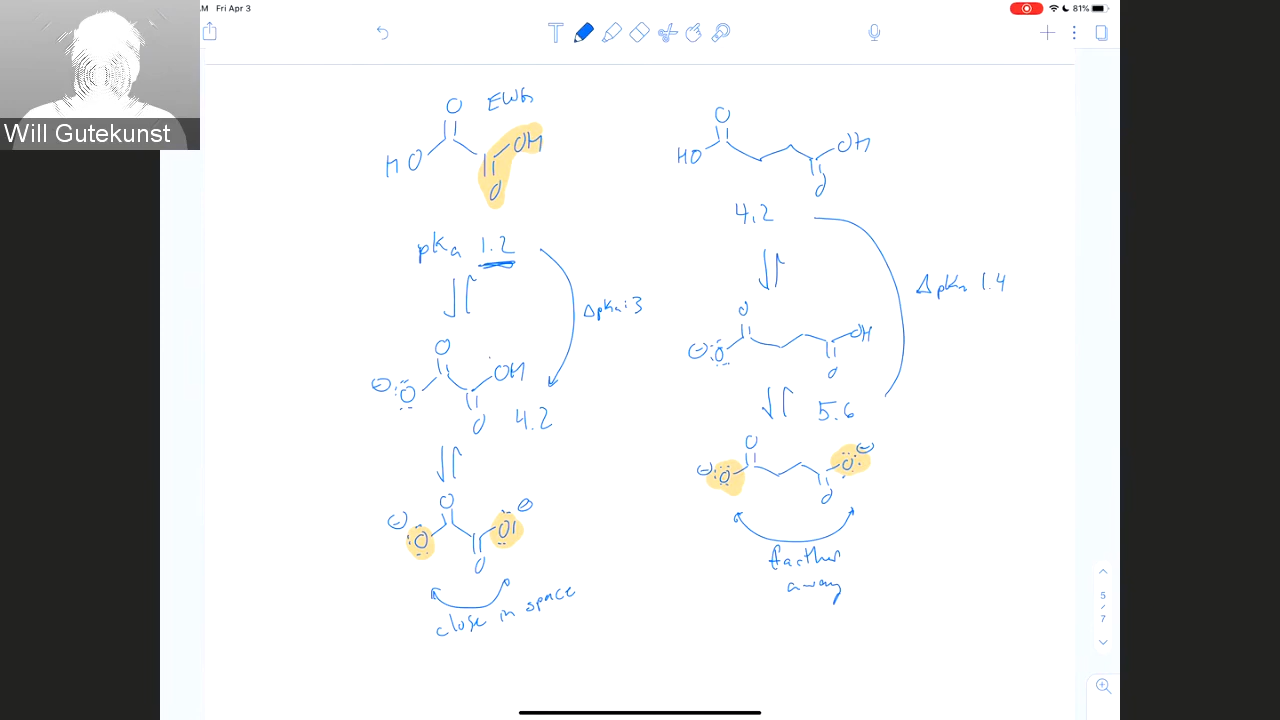 AM Fri Apr 3
81%
T
Will Gutekunst
O EWG
HO OH
O
pKa 1.2
ΔpKa: 3
O
⊖ :O OH
O 4.2
O
⊖ :O O: ⊖
O
close in space
O
HO OH
O
4.2
ΔpKa 1.4
O
⊖ :O OH
O
5.6
O
⊖ :O O: ⊖
O
farther
away
5
/
7